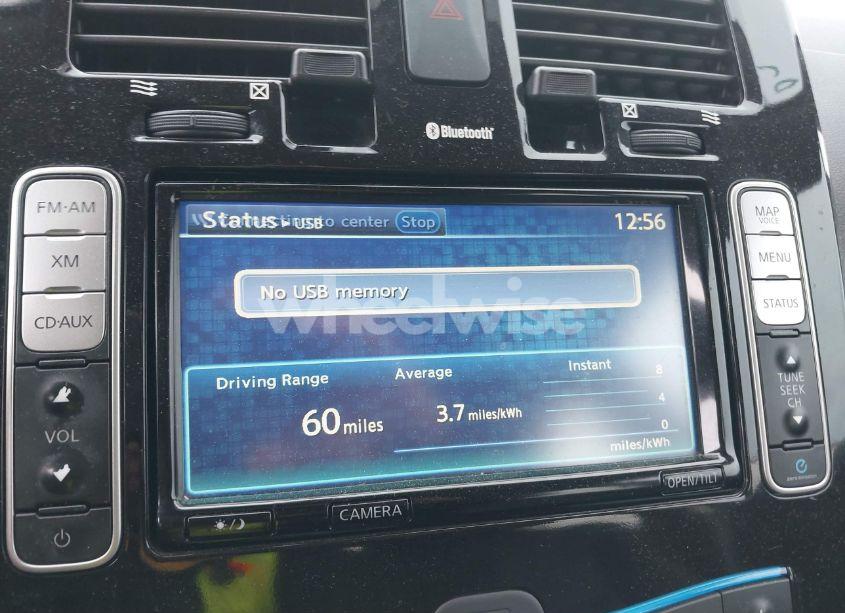 Bluetooth
FM·AM
XM
CD·AUX
VOL
Status ▸ USB
to center
Stop
12:56
No USB memory
wheelwise
Driving Range
60 miles
Average
3.7 miles/kWh
Instant
8
4
0
miles/kWh
CAMERA
OPEN/TILT
MAP
VOICE
MENU
STATUS
TUNE
SEEK
CH